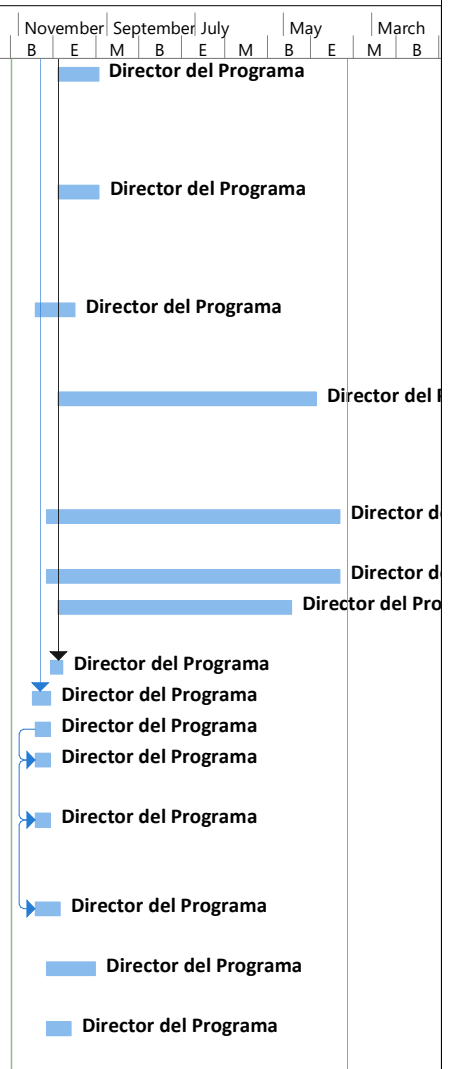 November September July May March
B E M B E M B E M B
Director del Programa
Director del Programa
Director del Programa
Director del
Director d
Director d
Director del Pro
Director del Programa
Director del Programa
Director del Programa
Director del Programa
Director del Programa
Director del Programa
Director del Programa
Director del Programa